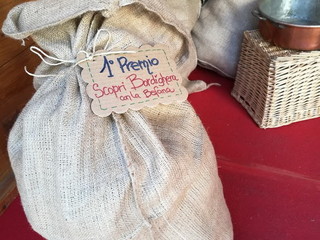 1° Premio
Scopri Bordighera
con la Befana